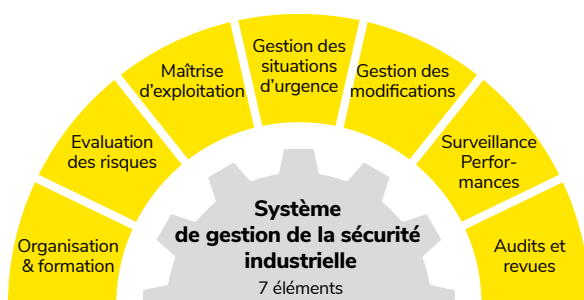 Organisation
& formation
Evaluation
des risques
Maîtrise
d'exploitation
Gestion des
situations
d'urgence
Gestion des
modifications
Surveillance
Perfor-
mances
Audits et
revues
Système
de gestion de la sécurité
industrielle
7 éléments